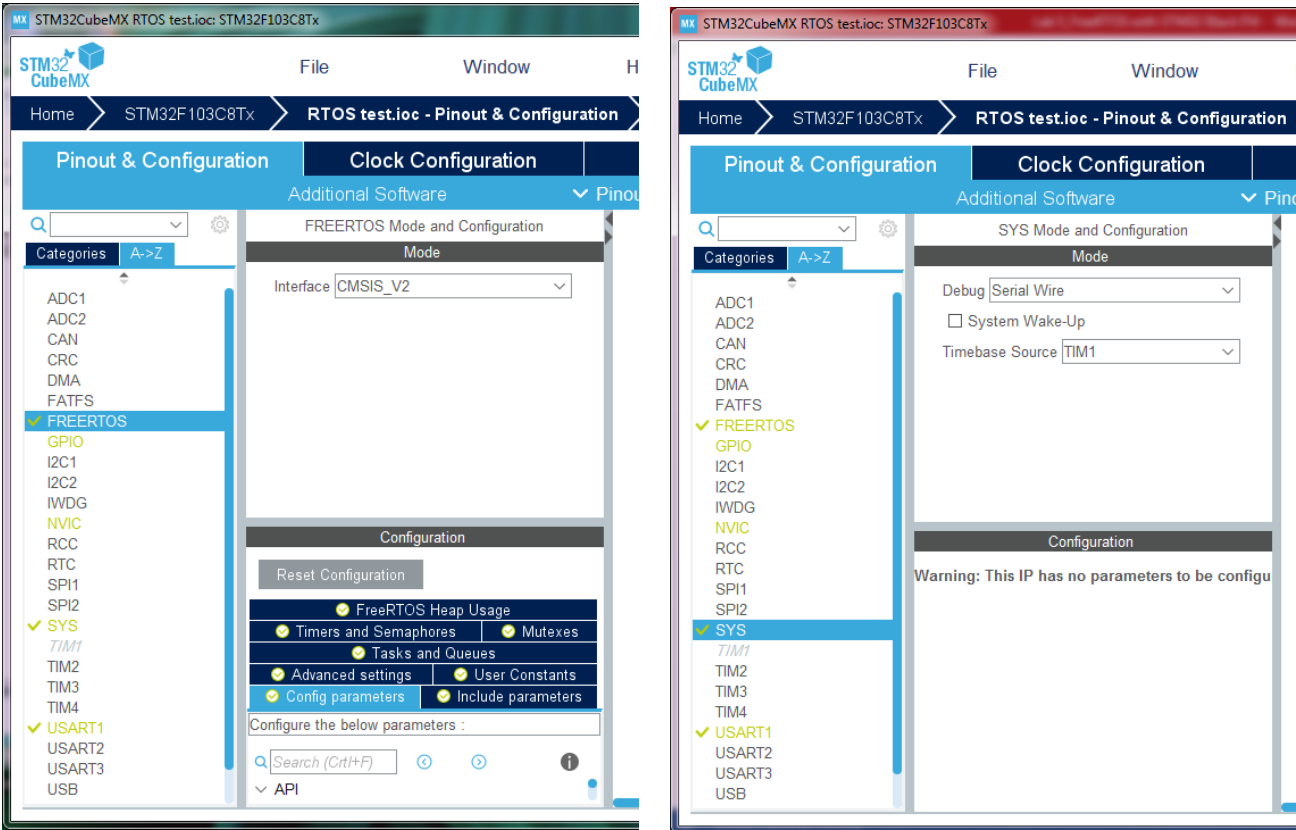 MX STM32CubeMX RTOS test.ioc: STM32F103C8Tx
STM32
CubeMX
File Window H
Home STM32F103C8Tx RTOS test.ioc - Pinout & Configuration
Pinout & Configuration Clock Configuration
Additional Software Pinou
FREERTOS Mode and Configuration
Categories A->Z
Mode
Interface CMSIS_V2
ADC1
ADC2
CAN
CRC
DMA
FATFS
FREERTOS
GPIO
I2C1
I2C2
IWDG
NVIC
RCC
RTC
SPI1
SPI2
SYS
TIM1
TIM2
TIM3
TIM4
USART1
USART2
USART3
USB
Configuration
Reset Configuration
FreeRTOS Heap Usage
Timers and Semaphores Mutexes
Tasks and Queues
Advanced settings User Constants
Config parameters Include parameters
Configure the below parameters :
Search (Crtl+F)
API
MX STM32CubeMX RTOS test.ioc: STM32F103C8Tx
STM32
CubeMX
File Window
Home STM32F103C8Tx RTOS test.ioc - Pinout & Configuration
Pinout & Configuration Clock Configuration
Additional Software Pino
SYS Mode and Configuration
Categories A->Z
Mode
Debug Serial Wire
System Wake-Up
Timebase Source TIM1
ADC1
ADC2
CAN
CRC
DMA
FATFS
FREERTOS
GPIO
I2C1
I2C2
IWDG
NVIC
RCC
RTC
SPI1
SPI2
SYS
TIM1
TIM2
TIM3
TIM4
USART1
USART2
USART3
USB
Configuration
Warning: This IP has no parameters to be configu